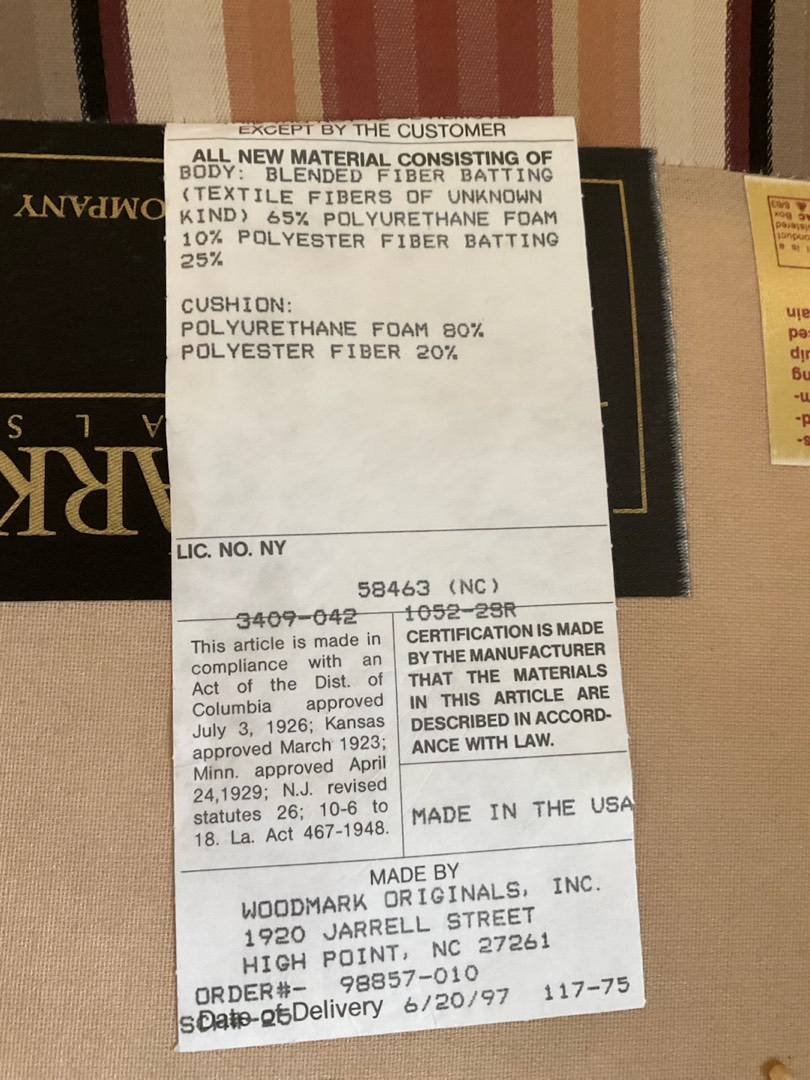 EXCEPT BY THE CUSTOMER
ALL NEW MATERIAL CONSISTING OF
BODY: BLENDED FIBER BATTING
(TEXTILE FIBERS OF UNKNOWN
KIND) 65% POLYURETHANE FOAM
10% POLYESTER FIBER BATTING
25%
CUSHION:
POLYURETHANE FOAM 80%
POLYESTER FIBER 20%
LIC. NO. NY
58463 (NC)
3409-042 1052-28R
This article is made in
compliance with an
Act of the Dist. of
Columbia approved
July 3, 1926; Kansas
approved March 1923;
Minn. approved April
24,1929; N.J. revised
statutes 26; 10-6 to
18. La. Act 467-1948.
CERTIFICATION IS MADE
BY THE MANUFACTURER
THAT THE MATERIALS
IN THIS ARTICLE ARE
DESCRIBED IN ACCORD-
ANCE WITH LAW.
MADE IN THE USA
MADE BY
WOODMARK ORIGINALS, INC.
1920 JARRELL STREET
HIGH POINT, NC 27261
ORDER#- 98857-010
Date of Delivery 6/20/97 117-75
OMPANY
A L S
ARK